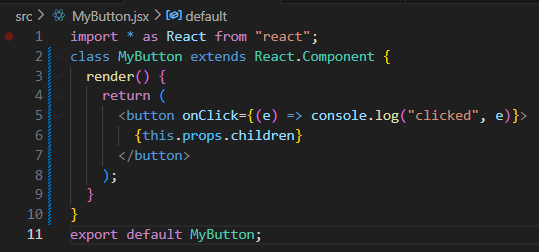 src > MyButton.jsx > default
1 import * as React from "react";
2 class MyButton extends React.Component {
3   render() {
4     return (
5       <button onClick={(e) => console.log("clicked", e)}>
6         {this.props.children}
7       </button>
8     );
9   }
10 }
11 export default MyButton;